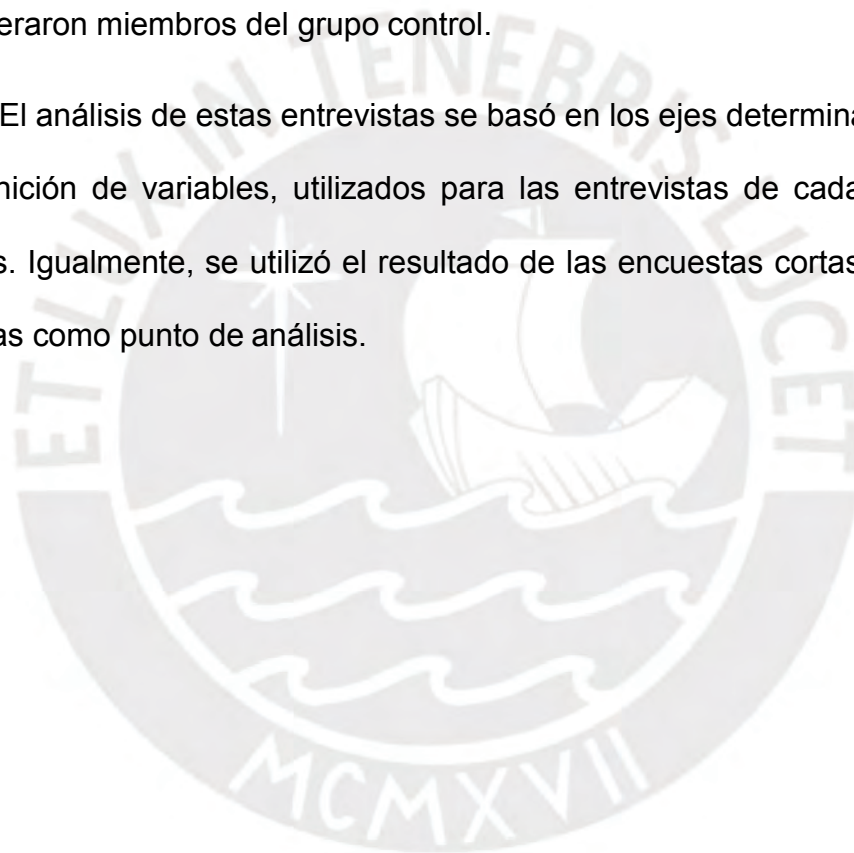 eraron miembros del grupo control.
El análisis de estas entrevistas se basó en los ejes determina
nición de variables, utilizados para las entrevistas de cada
s. Igualmente, se utilizó el resultado de las encuestas cortas
as como punto de análisis.
ET LUX IN TENEBRIS LUCET
MCMXVII